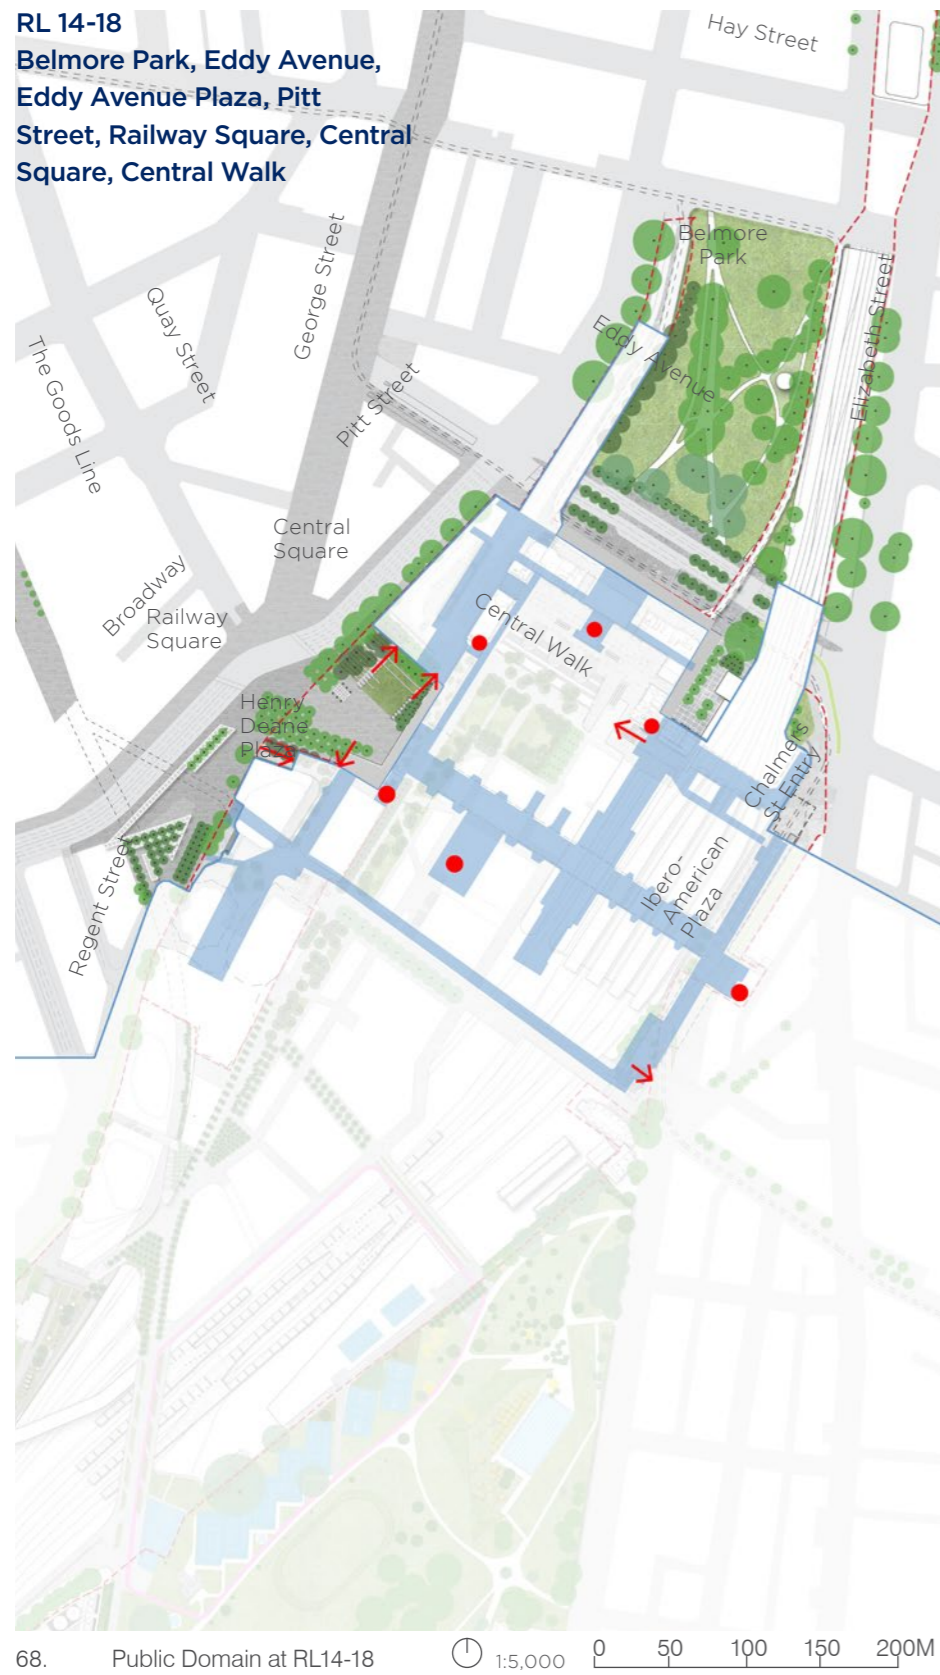 RL 14-18
Belmore Park, Eddy Avenue,
Eddy Avenue Plaza, Pitt
Street, Railway Square, Central
Square, Central Walk
Hay Street
Belmore
Park
George Street
Quay Street
Elizabeth Street
Eddy Avenue
The Goods Line
Pitt Street
Central
Square
Broadway
Railway
Square
Central Walk
Henry
Deane
Plaza
Chalmers
St Entry
Ibero-
American
Plaza
Regent Street
68. Public Domain at RL14-18
1:5,000
0 50 100 150 200M